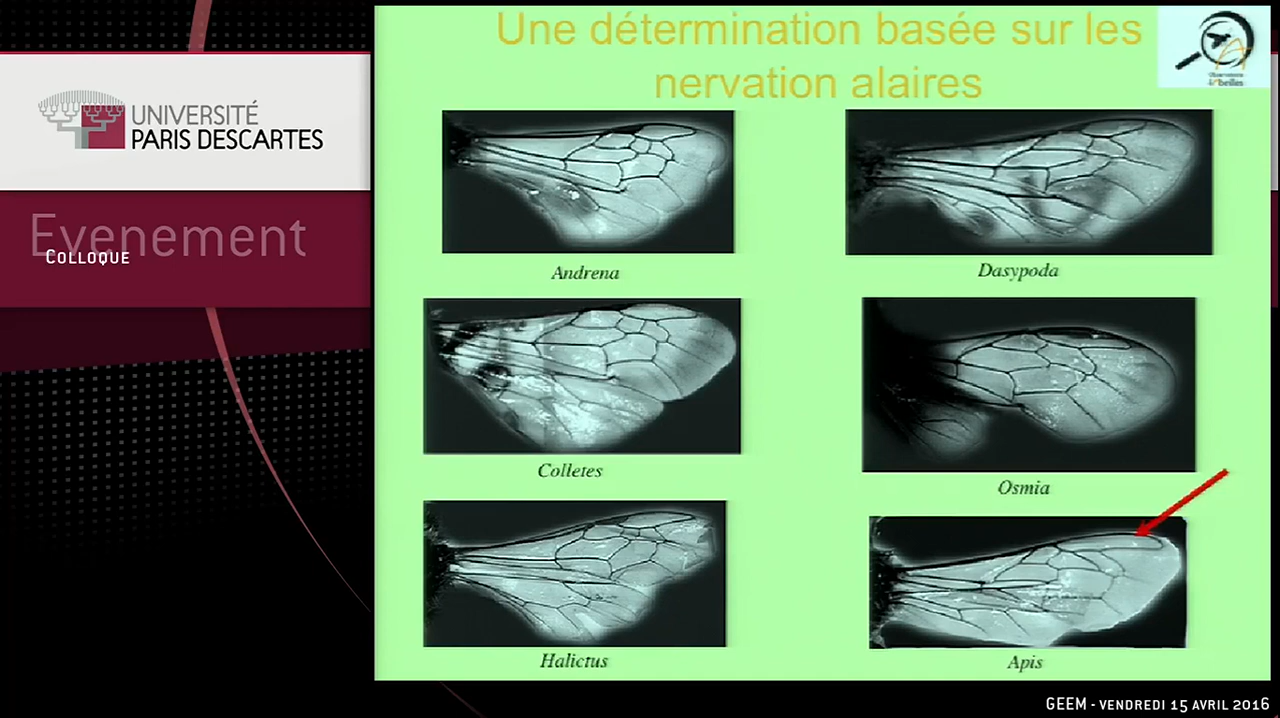 Une détermination basée sur les
nervation alaires
UNIVERSITÉ
PARIS DESCARTES
Evenement
COLLOQUE
Andrena
Dasypoda
Colletes
Osmia
Halictus
Apis
GEEM - VENDREDI 15 AVRIL 2016